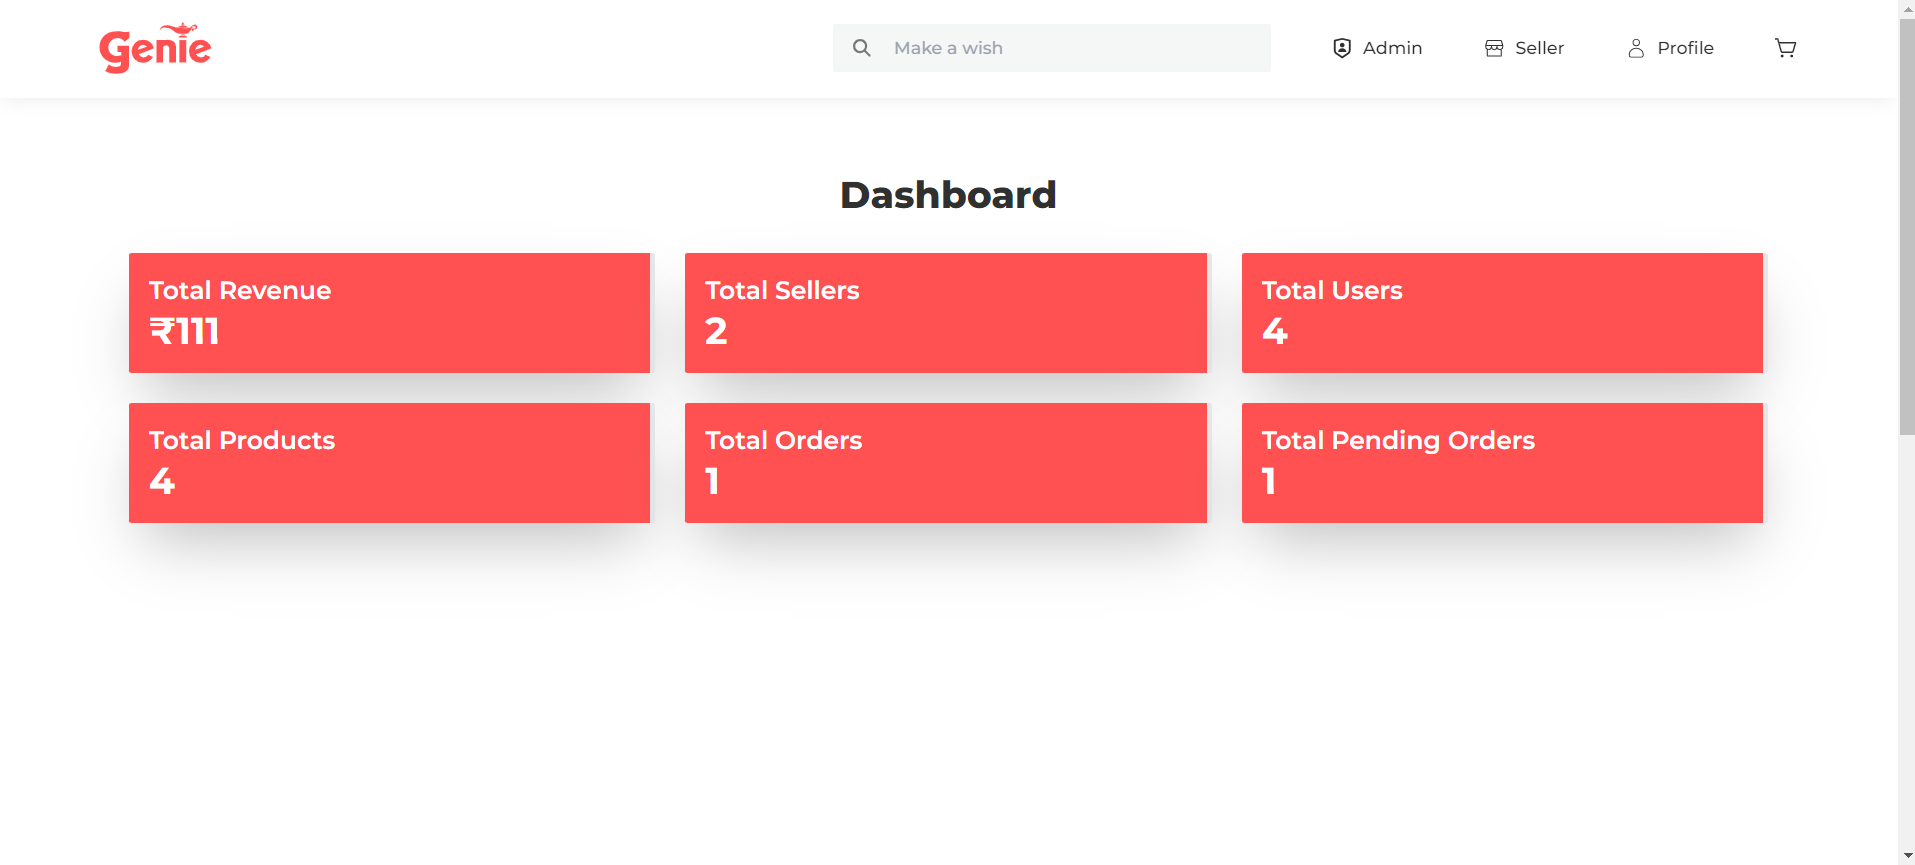 Genie
Make a wish
Admin
Seller
Profile
Dashboard
Total Revenue
₹111
Total Sellers
2
Total Users
4
Total Products
4
Total Orders
1
Total Pending Orders
1